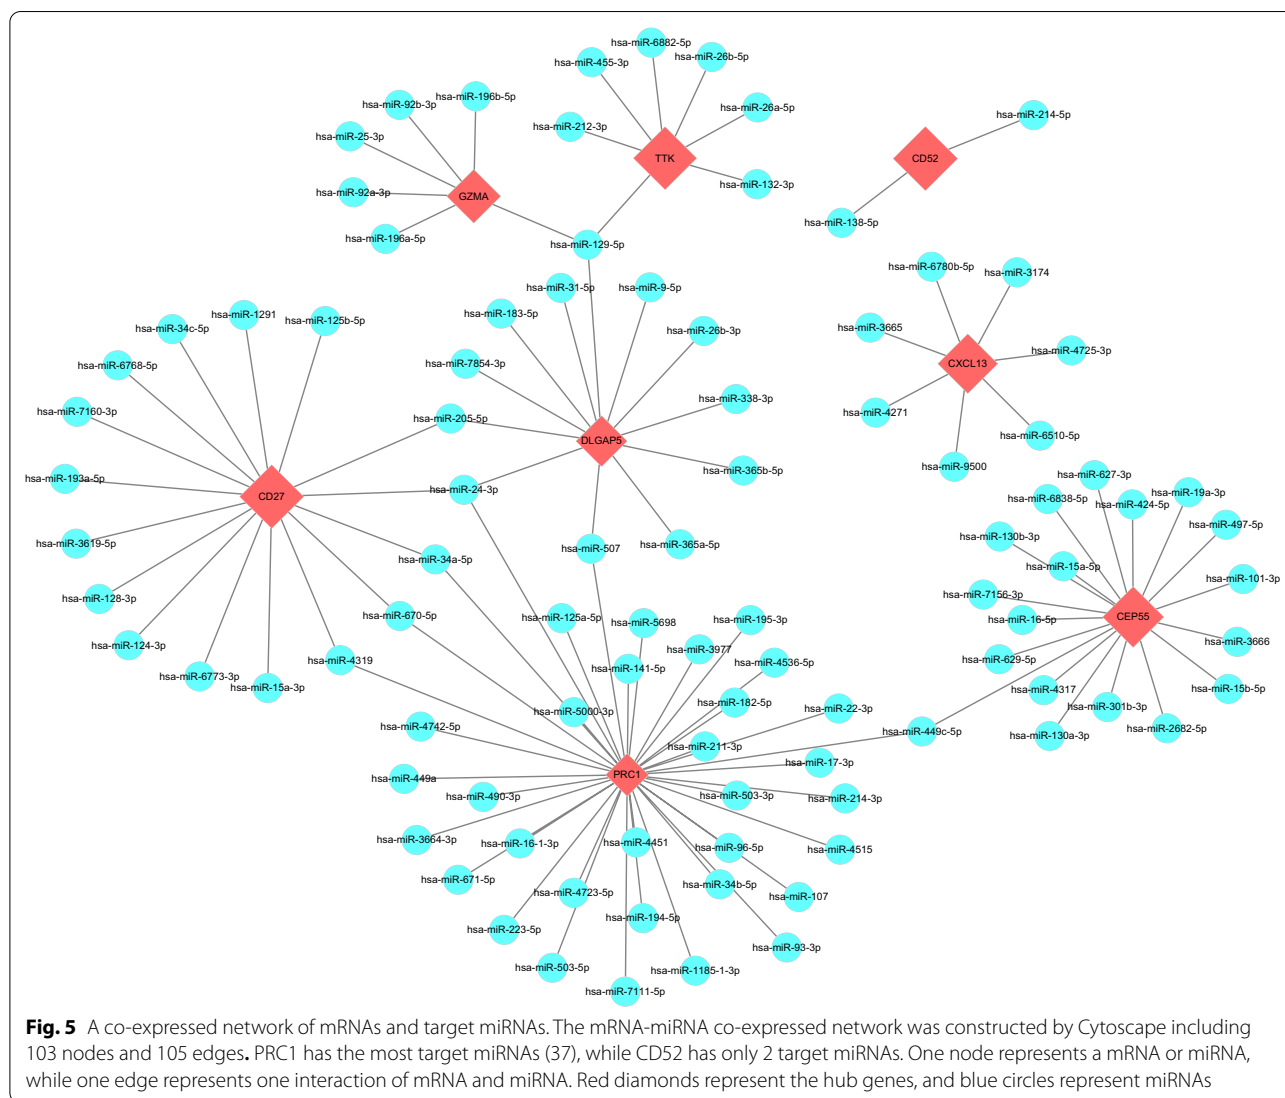 hsa-miR-6882-5p
hsa-miR-455-3p
hsa-miR-26b-5p
hsa-miR-196b-5p
hsa-miR-92b-3p
hsa-miR-26a-5p
hsa-miR-214-5p
hsa-miR-212-3p
hsa-miR-25-3p
TTK
CD52
hsa-miR-132-3p
hsa-miR-92a-3p
GZMA
hsa-miR-138-5p
hsa-miR-196a-5p
hsa-miR-129-5p
hsa-miR-6780b-5p
hsa-miR-3174
hsa-miR-31-5p
hsa-miR-9-5p
hsa-miR-1291
hsa-miR-183-5p
hsa-miR-125b-5p
hsa-miR-34c-5p
hsa-miR-3665
hsa-miR-26b-3p
hsa-miR-4725-3p
hsa-miR-7854-3p
CXCL13
hsa-miR-6768-5p
hsa-miR-338-3p
hsa-miR-7160-3p
hsa-miR-4271
hsa-miR-205-5p
hsa-miR-6510-5p
DLGAP5
hsa-miR-9500
hsa-miR-365b-5p
hsa-miR-627-3p
hsa-miR-193a-5p
hsa-miR-24-3p
hsa-miR-19a-3p
CD27
hsa-miR-6838-5p
hsa-miR-424-5p
hsa-miR-497-5p
hsa-miR-130b-3p
hsa-miR-3619-5p
hsa-miR-365a-5p
hsa-miR-507
hsa-miR-34a-5p
hsa-miR-15a-5p
hsa-miR-101-3p
hsa-miR-7156-3p
hsa-miR-128-3p
hsa-miR-670-5p
hsa-miR-125a-5p
hsa-miR-5698
hsa-miR-195-3p
hsa-miR-16-5p
CEP55
hsa-miR-124-3p
hsa-miR-3666
hsa-miR-3977
hsa-miR-4319
hsa-miR-629-5p
hsa-miR-4536-5p
hsa-miR-141-5p
hsa-miR-6773-3p
hsa-miR-15a-3p
hsa-miR-4317
hsa-miR-15b-5p
hsa-miR-182-5p
hsa-miR-301b-3p
hsa-miR-22-3p
hsa-miR-5000-3p
hsa-miR-4742-5p
hsa-miR-449c-5p
hsa-miR-2682-5p
hsa-miR-130a-3p
hsa-miR-211-3p
hsa-miR-17-3p
PRC1
hsa-miR-449a
hsa-miR-490-3p
hsa-miR-503-3p
hsa-miR-214-3p
hsa-miR-3664-3p
hsa-miR-16-1-3p
hsa-miR-4451
hsa-miR-96-5p
hsa-miR-4515
hsa-miR-671-5p
hsa-miR-34b-5p
hsa-miR-4723-5p
hsa-miR-107
hsa-miR-194-5p
hsa-miR-223-5p
hsa-miR-93-3p
hsa-miR-503-5p
hsa-miR-1185-1-3p
hsa-miR-7111-5p
Fig. 5 A co-expressed network of mRNAs and target miRNAs. The mRNA-miRNA co-expressed network was constructed by Cytoscape including
103 nodes and 105 edges. PRC1 has the most target miRNAs (37), while CD52 has only 2 target miRNAs. One node represents a mRNA or miRNA,
while one edge represents one interaction of mRNA and miRNA. Red diamonds represent the hub genes, and blue circles represent miRNAs